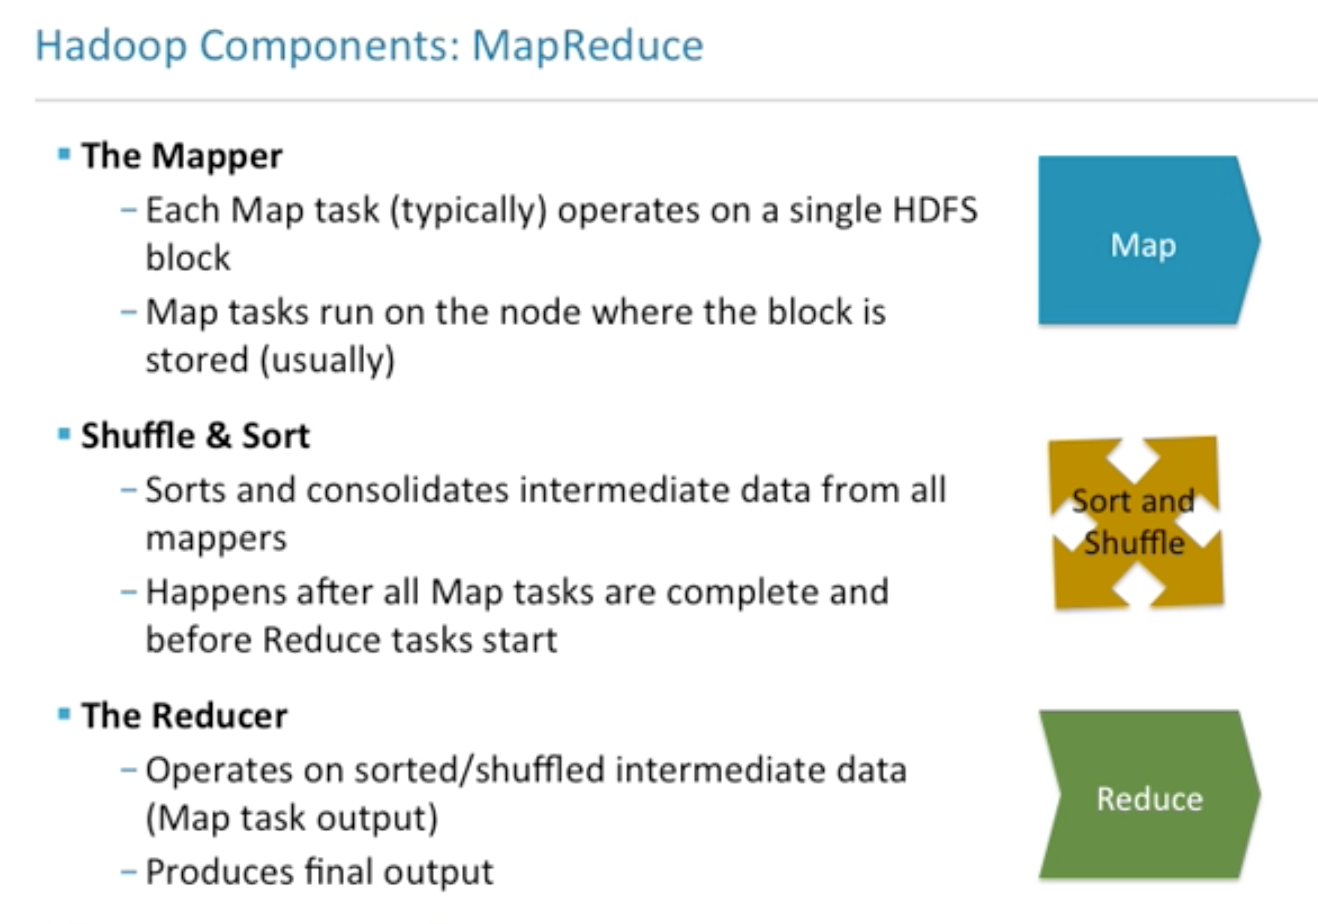 Hadoop Components: MapReduce
▪ The Mapper
– Each Map task (typically) operates on a single HDFS
block
– Map tasks run on the node where the block is
stored (usually)
Map
▪ Shuffle & Sort
– Sorts and consolidates intermediate data from all
mappers
– Happens after all Map tasks are complete and
before Reduce tasks start
Sort and
Shuffle
▪ The Reducer
– Operates on sorted/shuffled intermediate data
(Map task output)
– Produces final output
Reduce